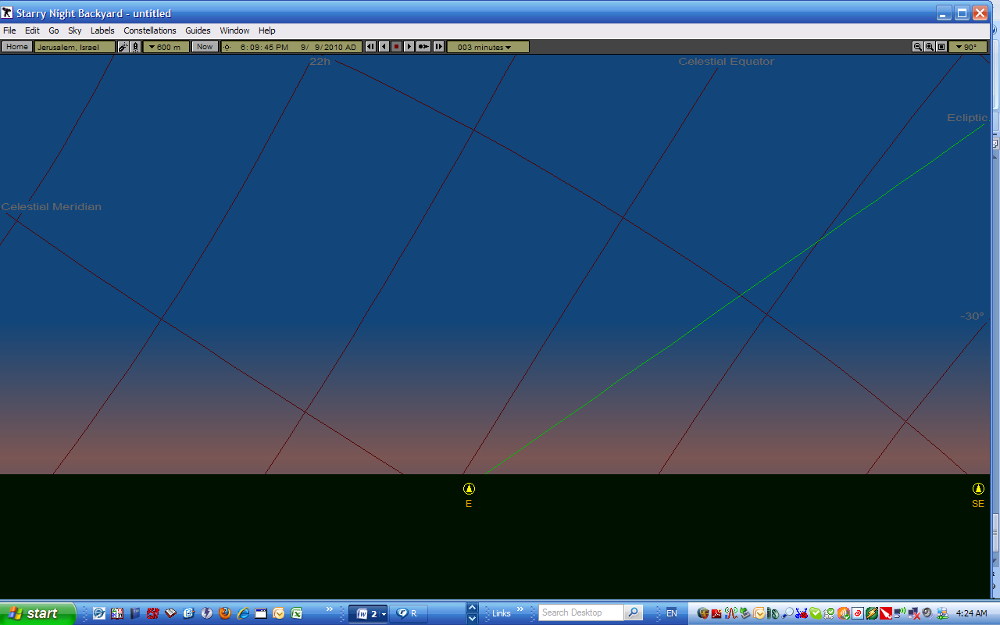 Starry Night Backyard - untitled
File Edit Go Sky Labels Constellations Guides Window Help
Home Jerusalem, Israel 600 m Now 6:09:45 PM 9/ 9/2010 AD 003 minutes 90°
22h Celestial Equator
Ecliptic
Celestial Meridian
-30°
E SE
start W 2 R Links » Search Desktop EN 4:24 AM